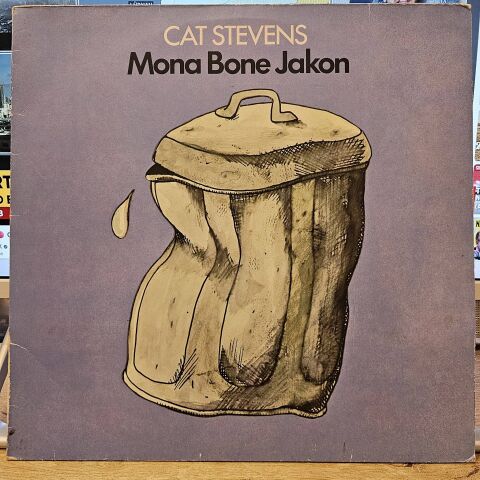 CAT STEVENS
Mona Bone Jakon